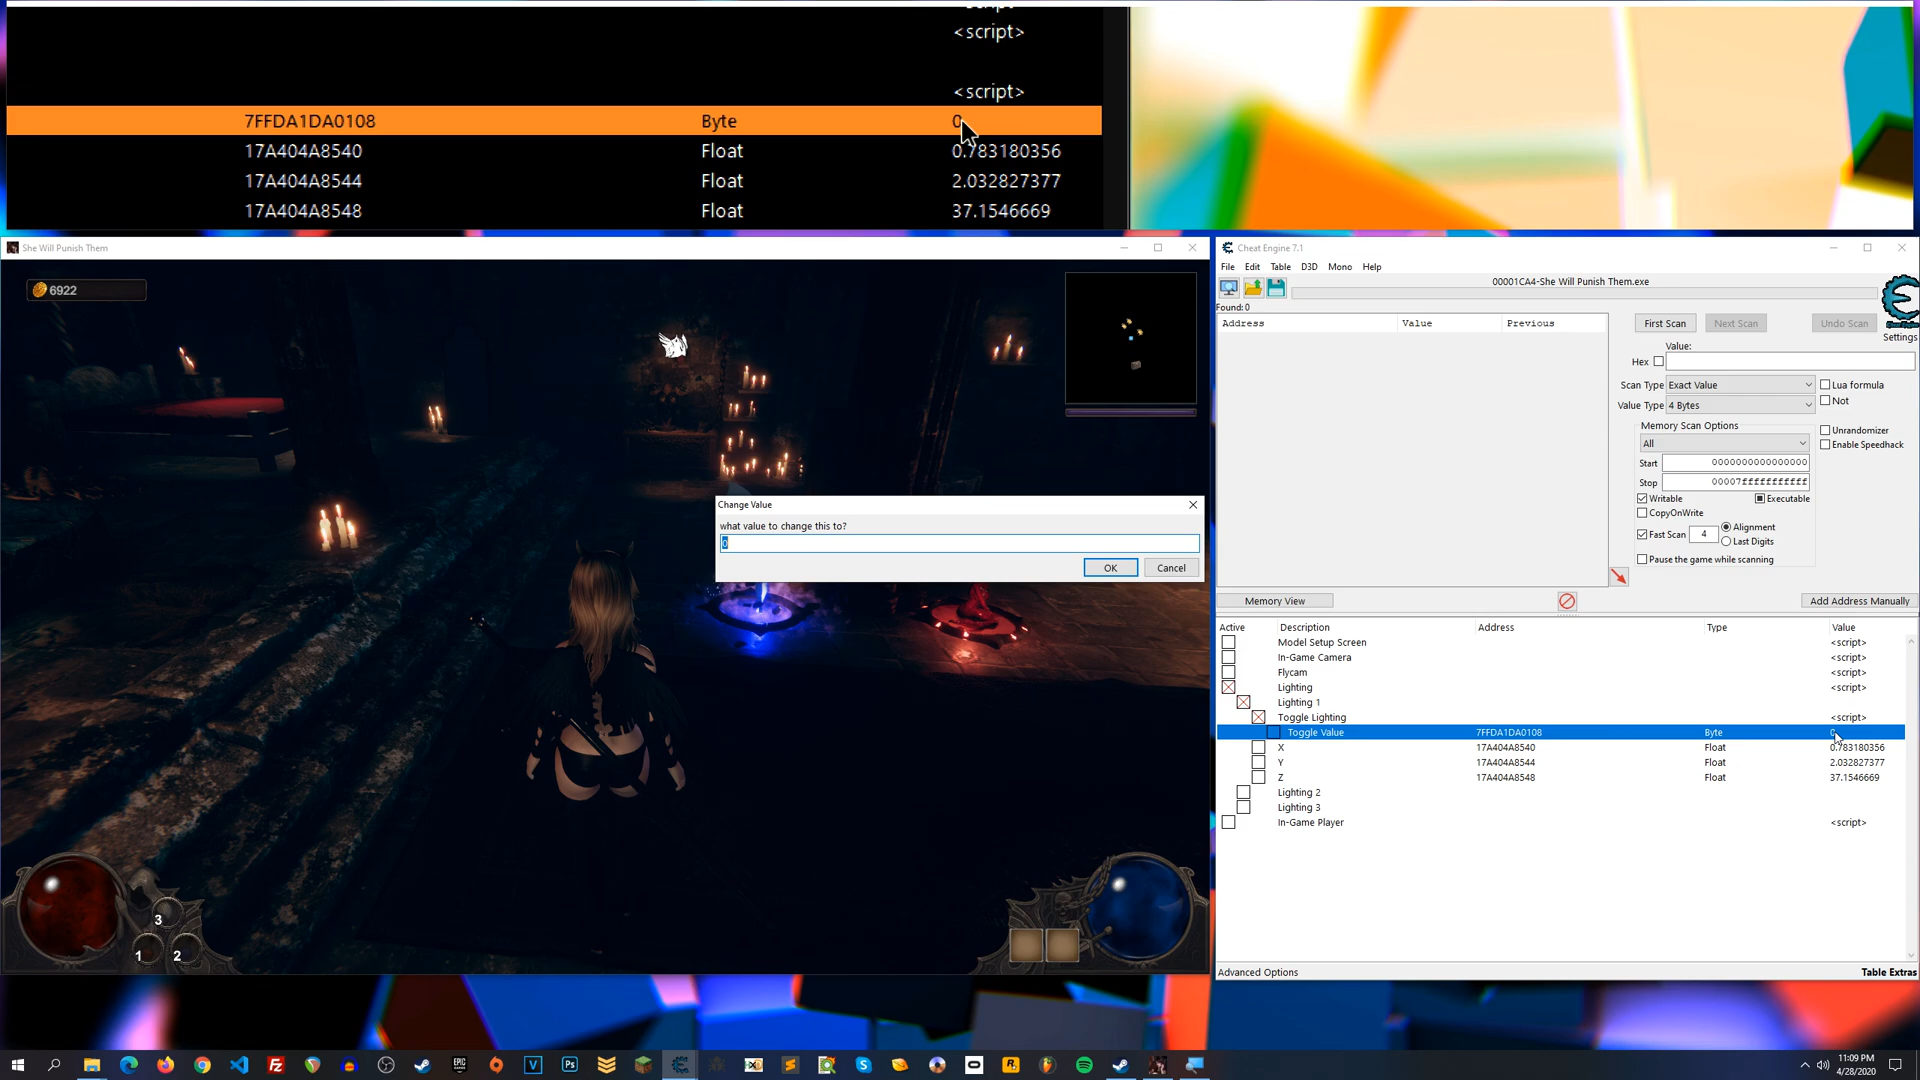 <script>
<script>
7FFDA1DA0108 Byte 0
17A404A8540 Float 0.783180356
17A404A8544 Float 2.032827377
17A404A8548 Float 37.1546669
She Will Punish Them
6922
3
1 2
Change Value
what value to change this to?
0
OK Cancel
Cheat Engine 7.1
File Edit Table D3D Mono Help
00001CA4-She Will Punish Them.exe
Found: 0
Address Value Previous
First Scan Next Scan Undo Scan
Settings
Value:
Hex
Scan Type Exact Value Lua formula
Not
Value Type 4 Bytes
Memory Scan Options
All
Unrandomizer
Enable Speedhack
Start 0000000000000000
Stop 00007fffffffffff
Writable Executable
CopyOnWrite
Fast Scan 4 Alignment
Last Digits
Pause the game while scanning
Memory View Add Address Manually
Active Description Address Type Value
Model Setup Screen <script>
In-Game Camera <script>
Flycam <script>
Lighting <script>
Lighting 1
Toggle Lighting <script>
Toggle Value 7FFDA1DA0108 Byte 0
X 17A404A8540 Float 0.783180356
Y 17A404A8544 Float 2.032827377
Z 17A404A8548 Float 37.1546669
Lighting 2
Lighting 3
In-Game Player <script>
Advanced Options Table Extras
11:09 PM
4/28/2020